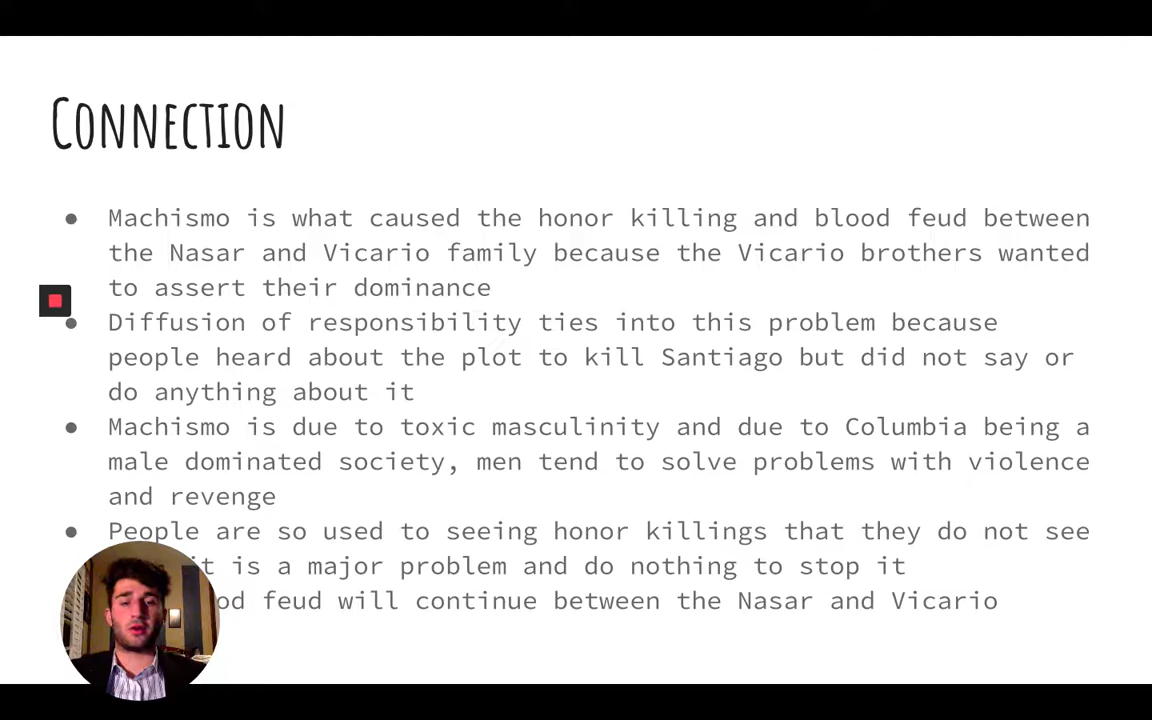 Connection
● Machismo is what caused the honor killing and blood feud between
the Nasar and Vicario family because the Vicario brothers wanted
to assert their dominance
● Diffusion of responsibility ties into this problem because
people heard about the plot to kill Santiago but did not say or
do anything about it
● Machismo is due to toxic masculinity and due to Columbia being a
male dominated society, men tend to solve problems with violence
and revenge
● People are so used to seeing honor killings that they do not see
it is a major problem and do nothing to stop it
feud will continue between the Nasar and Vicario